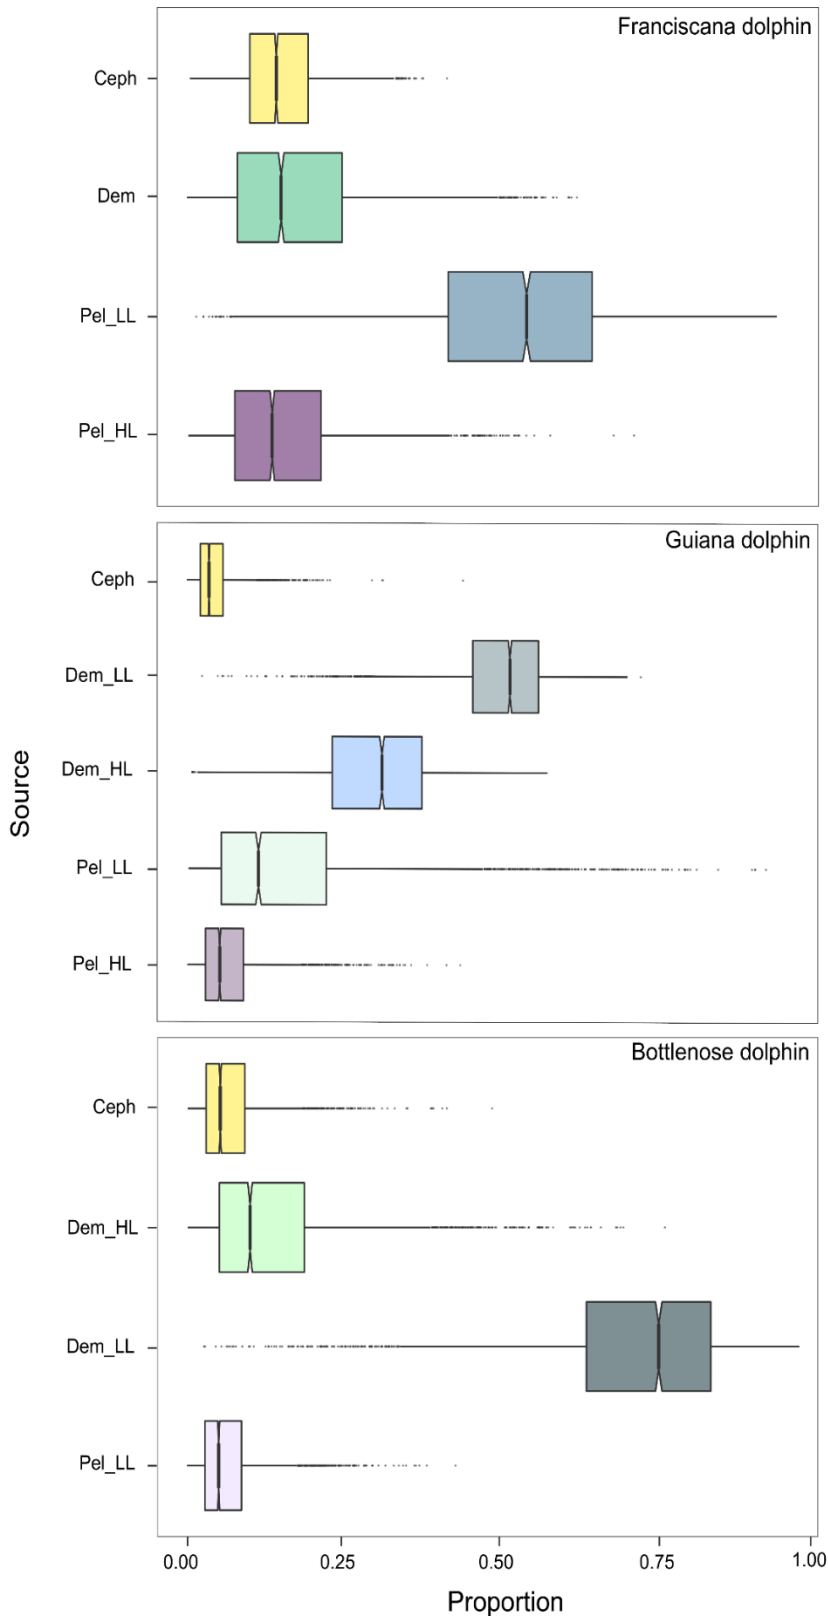 Franciscana dolphin
Ceph
Dem
Pel_LL
Pel_HL
Guiana dolphin
Ceph
Dem_LL
Dem_HL
Pel_LL
Pel_HL
Source
Bottlenose dolphin
Ceph
Dem_HL
Dem_LL
Pel_LL
0.00 0.25 0.50 0.75 1.00
Proportion